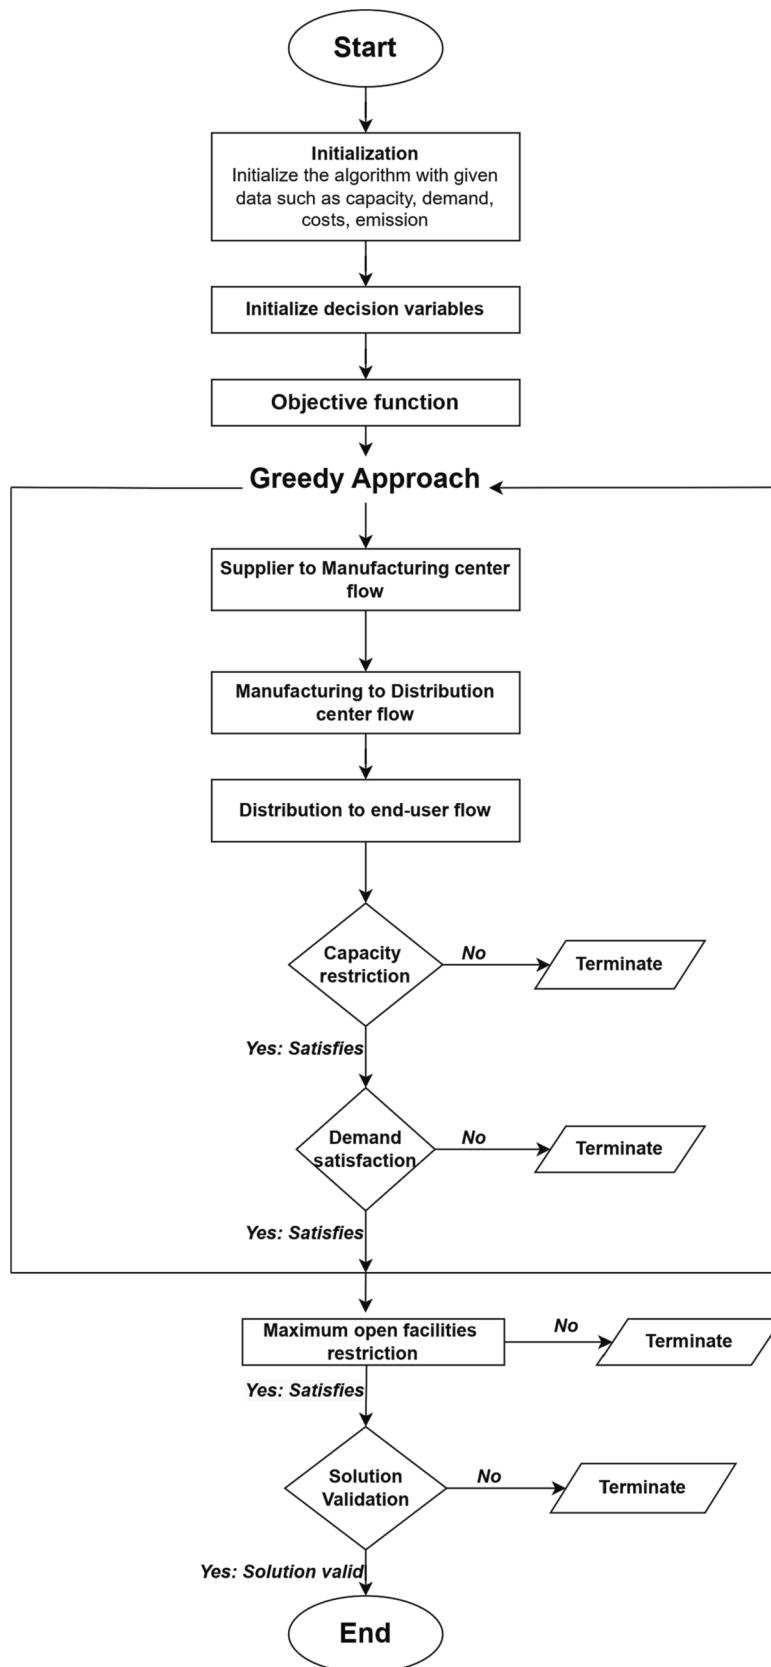 Start
Initialization
Initialize the algorithm with given
data such as capacity, demand,
costs, emission
Initialize decision variables
Objective function
Greedy Approach
Supplier to Manufacturing center
flow
Manufacturing to Distribution
center flow
Distribution to end-user flow
Capacity
restriction
No
Terminate
Yes: Satisfies
Demand
satisfaction
No
Terminate
Yes: Satisfies
Maximum open facilities
restriction
No
Terminate
Yes: Satisfies
Solution
Validation
No
Terminate
Yes: Solution valid
End